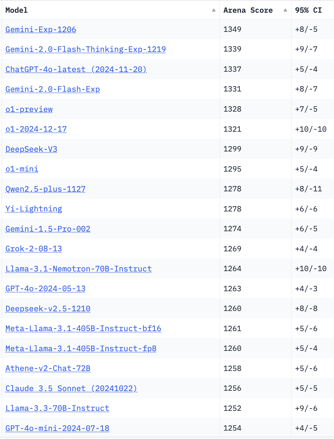 Model Arena Score 95% CI
Gemini-Exp-1206 1349 +8/-5
Gemini-2.0-Flash-Thinking-Exp-1219 1339 +9/-7
ChatGPT-4o-latest (2024-11-20) 1337 +5/-4
Gemini-2.0-Flash-Exp 1331 +8/-7
o1-preview 1328 +7/-5
o1-2024-12-17 1321 +10/-10
DeepSeek-V3 1299 +9/-9
o1-mini 1295 +5/-4
Qwen2.5-plus-1127 1278 +8/-11
Yi-Lightning 1278 +6/-6
Gemini-1.5-Pro-002 1274 +6/-5
Grok-2-08-13 1269 +4/-4
Llama-3.1-Nemotron-70B-Instruct 1264 +10/-10
GPT-4o-2024-05-13 1263 +4/-3
Deepseek-v2.5-1210 1260 +8/-8
Meta-Llama-3.1-405B-Instruct-bf16 1261 +5/-6
Meta-Llama-3.1-405B-Instruct-fp8 1260 +5/-4
Athene-v2-Chat-72B 1258 +5/-6
Claude 3.5 Sonnet (20241022) 1256 +5/-5
Llama-3.3-70B-Instruct 1252 +9/-6
GPT-4o-mini-2024-07-18 1254 +4/-5